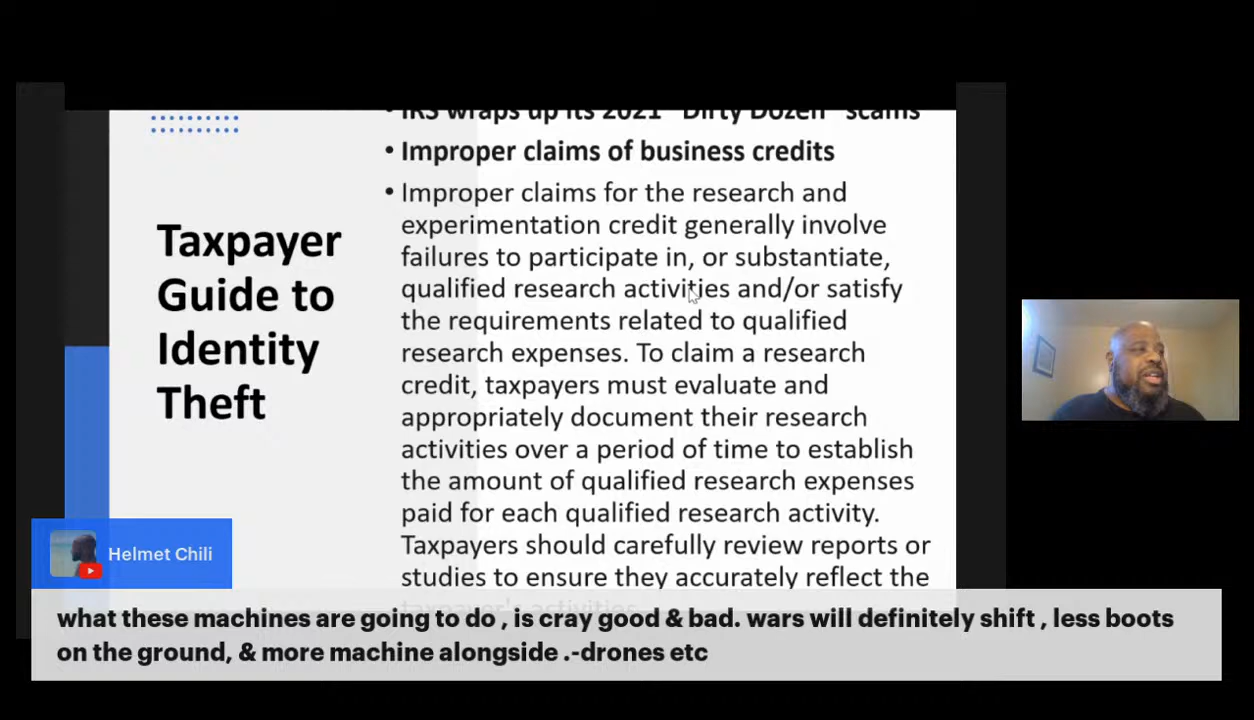 • IRS wraps up its 2021 "Dirty Dozen" scams
• Improper claims of business credits
• Improper claims for the research and
experimentation credit generally involve
failures to participate in, or substantiate,
qualified research activities and/or satisfy
the requirements related to qualified
research expenses. To claim a research
credit, taxpayers must evaluate and
appropriately document their research
activities over a period of time to establish
the amount of qualified research expenses
paid for each qualified research activity.
Taxpayers should carefully review reports or
studies to ensure they accurately reflect the
taxpayer's activities.
Taxpayer
Guide to
Identity
Theft
Helmet Chili
what these machines are going to do , is cray good & bad. wars will definitely shift , less boots
on the ground, & more machine alongside .-drones etc